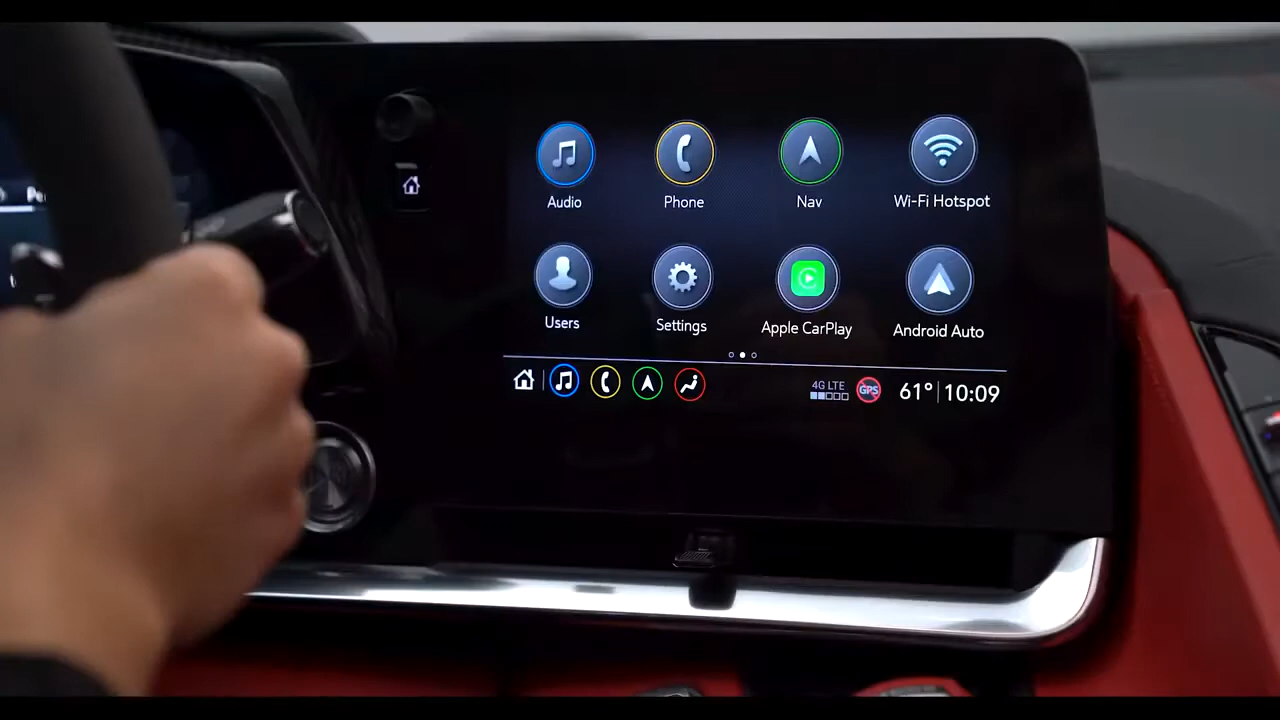 Audio
Phone
Nav
Wi-Fi Hotspot
Users
Settings
Apple CarPlay
Android Auto
4G LTE
GPS
61° 10:09